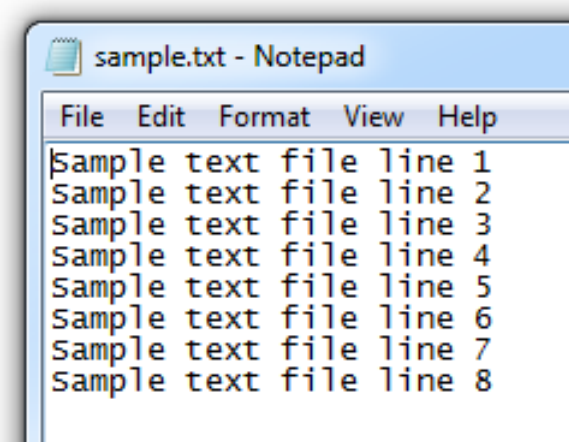 sample.txt - Notepad
File Edit Format View Help
Sample text file line 1
Sample text file line 2
Sample text file line 3
Sample text file line 4
Sample text file line 5
Sample text file line 6
Sample text file line 7
Sample text file line 8